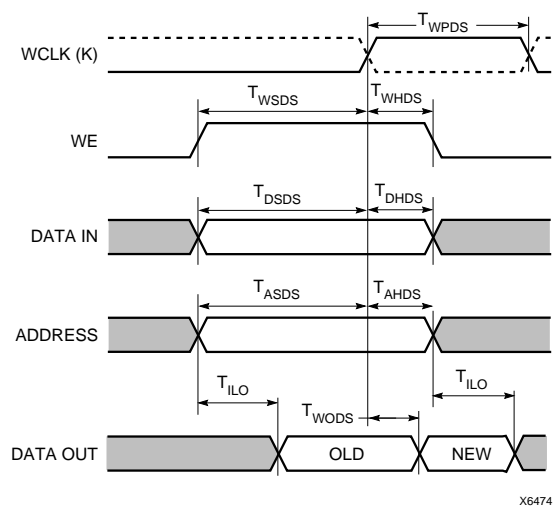 T_WPDS
WCLK (K)
T_WSDS T_WHDS
WE
T_DSDS T_DHDS
DATA IN
T_ASDS T_AHDS
ADDRESS
T_ILO T_ILO
T_WODS
DATA OUT OLD NEW
X6474